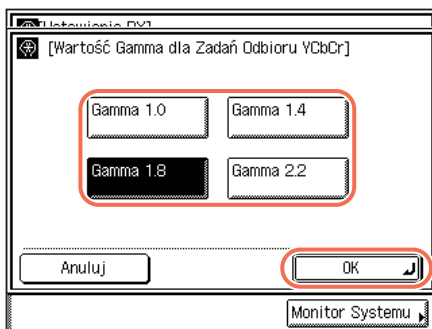 [Wartość Gamma dla Zadań Odbioru YCbCr]
Gamma 1.0
Gamma 1.4
Gamma 1.8
Gamma 2.2
Anuluj
OK
Monitor Systemu